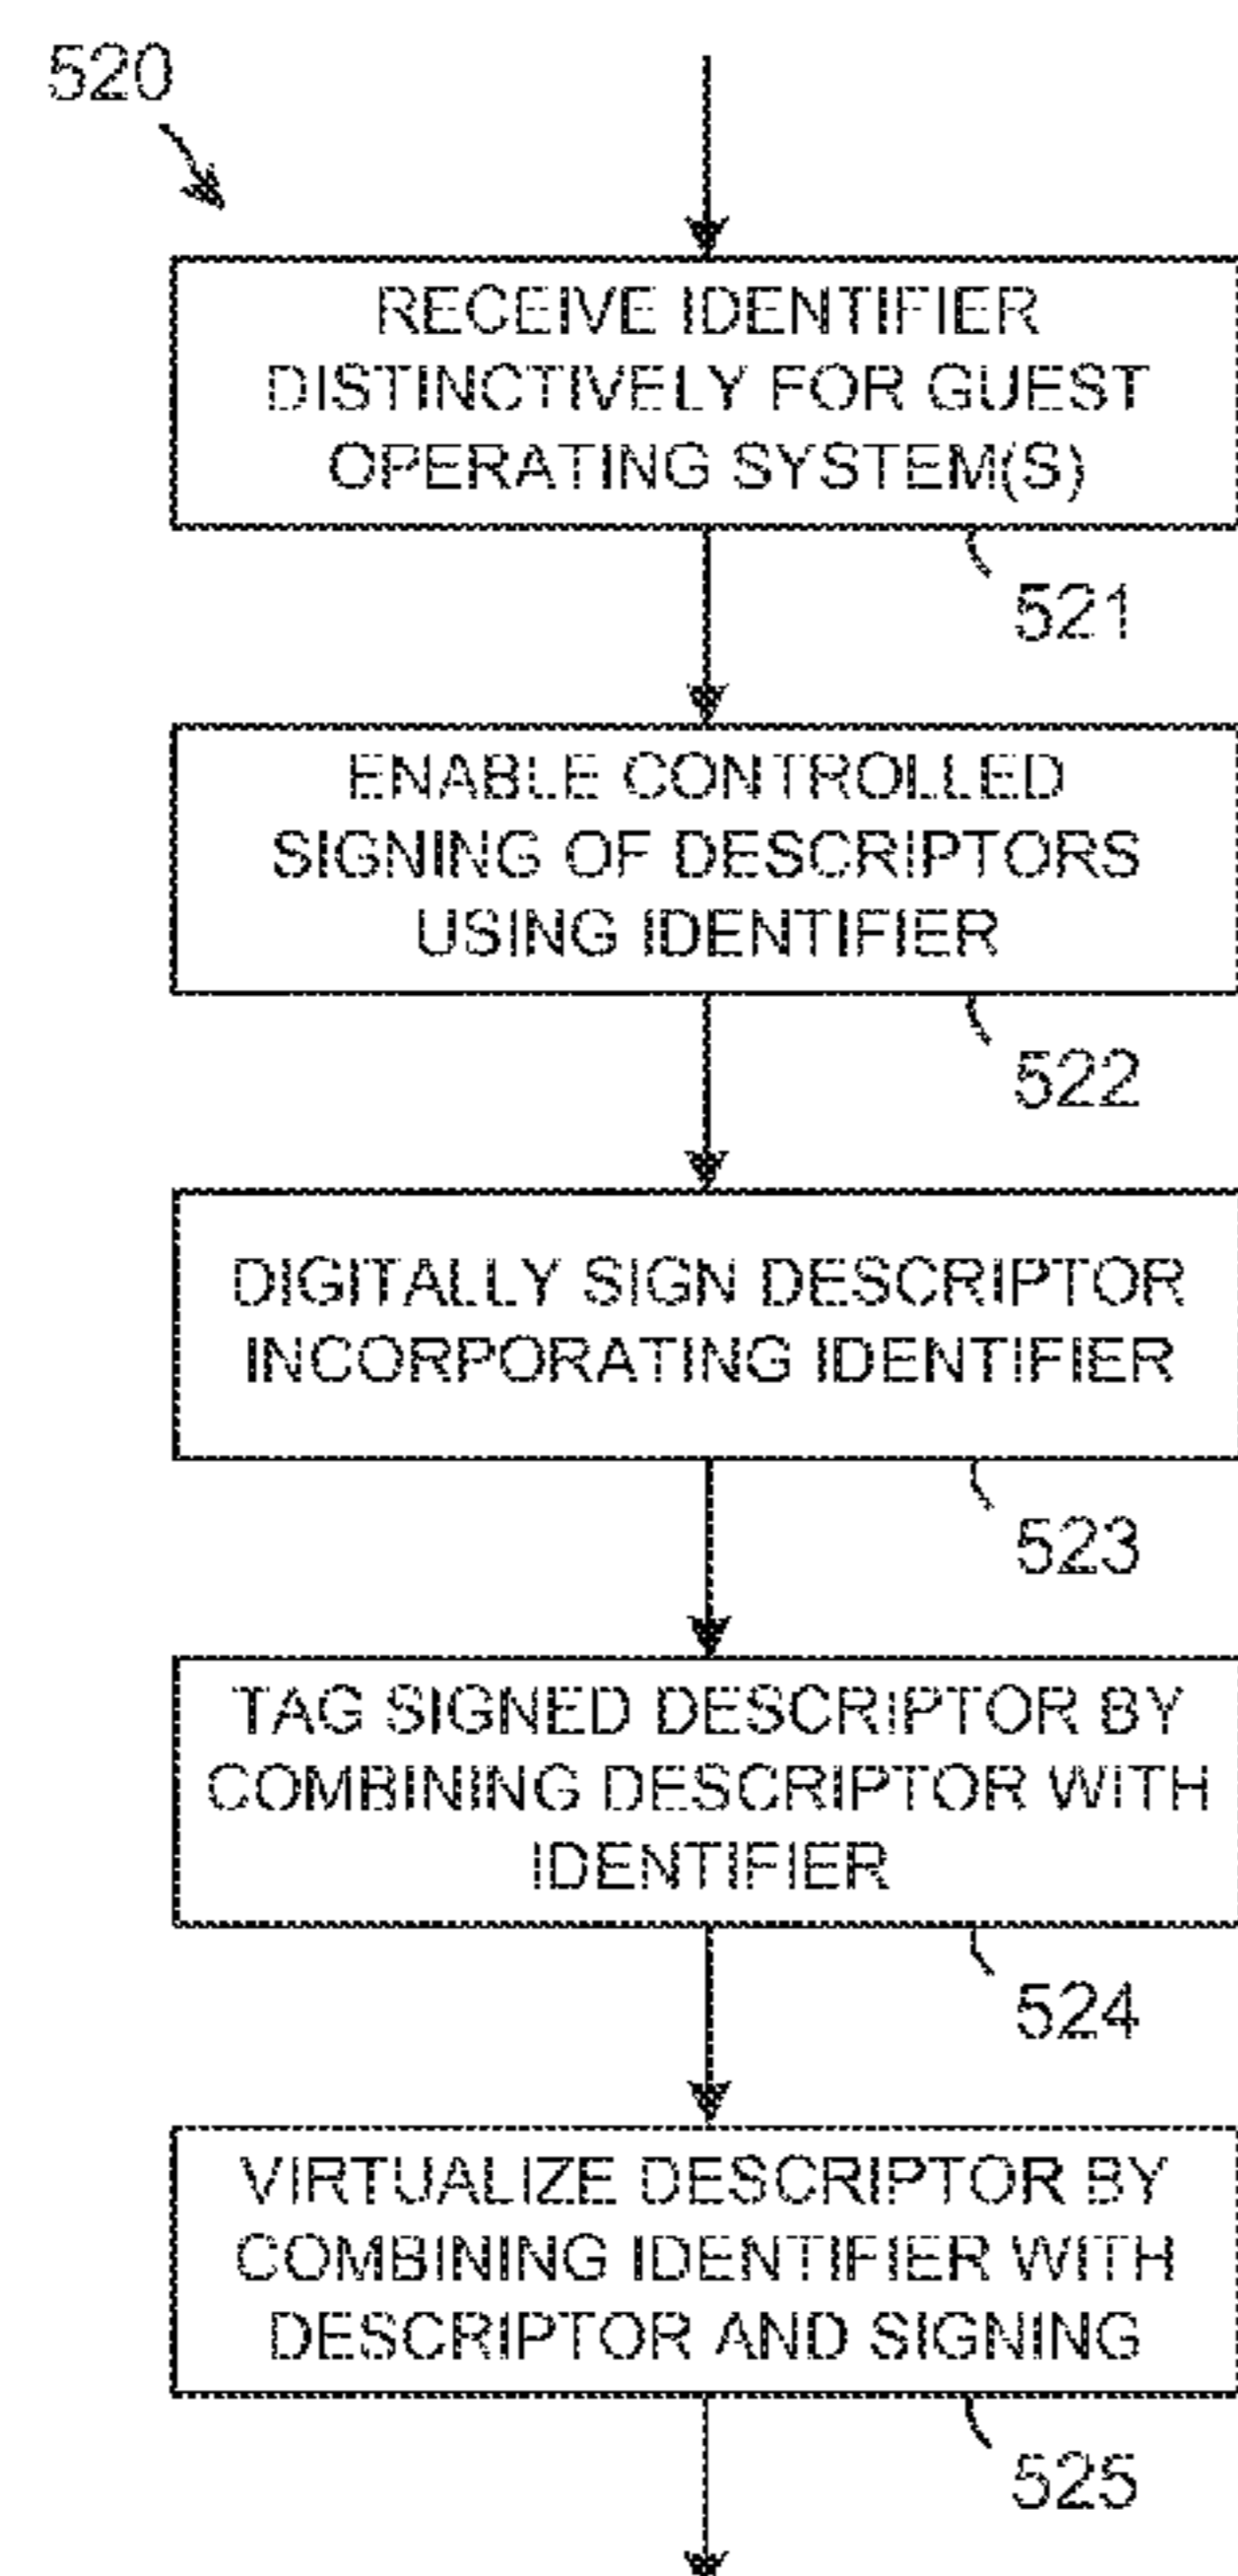 520
RECEIVE IDENTIFIER
DISTINCTIVELY FOR GUEST
OPERATING SYSTEM(S)
521
ENABLE CONTROLLED
SIGNING OF DESCRIPTORS
USING IDENTIFIER
522
DIGITALLY SIGN DESCRIPTOR
INCORPORATING IDENTIFIER
523
TAG SIGNED DESCRIPTOR BY
COMBINING DESCRIPTOR WITH
IDENTIFIER
524
VIRTUALIZE DESCRIPTOR BY
COMBINING IDENTIFIER WITH
DESCRIPTOR AND SIGNING
525